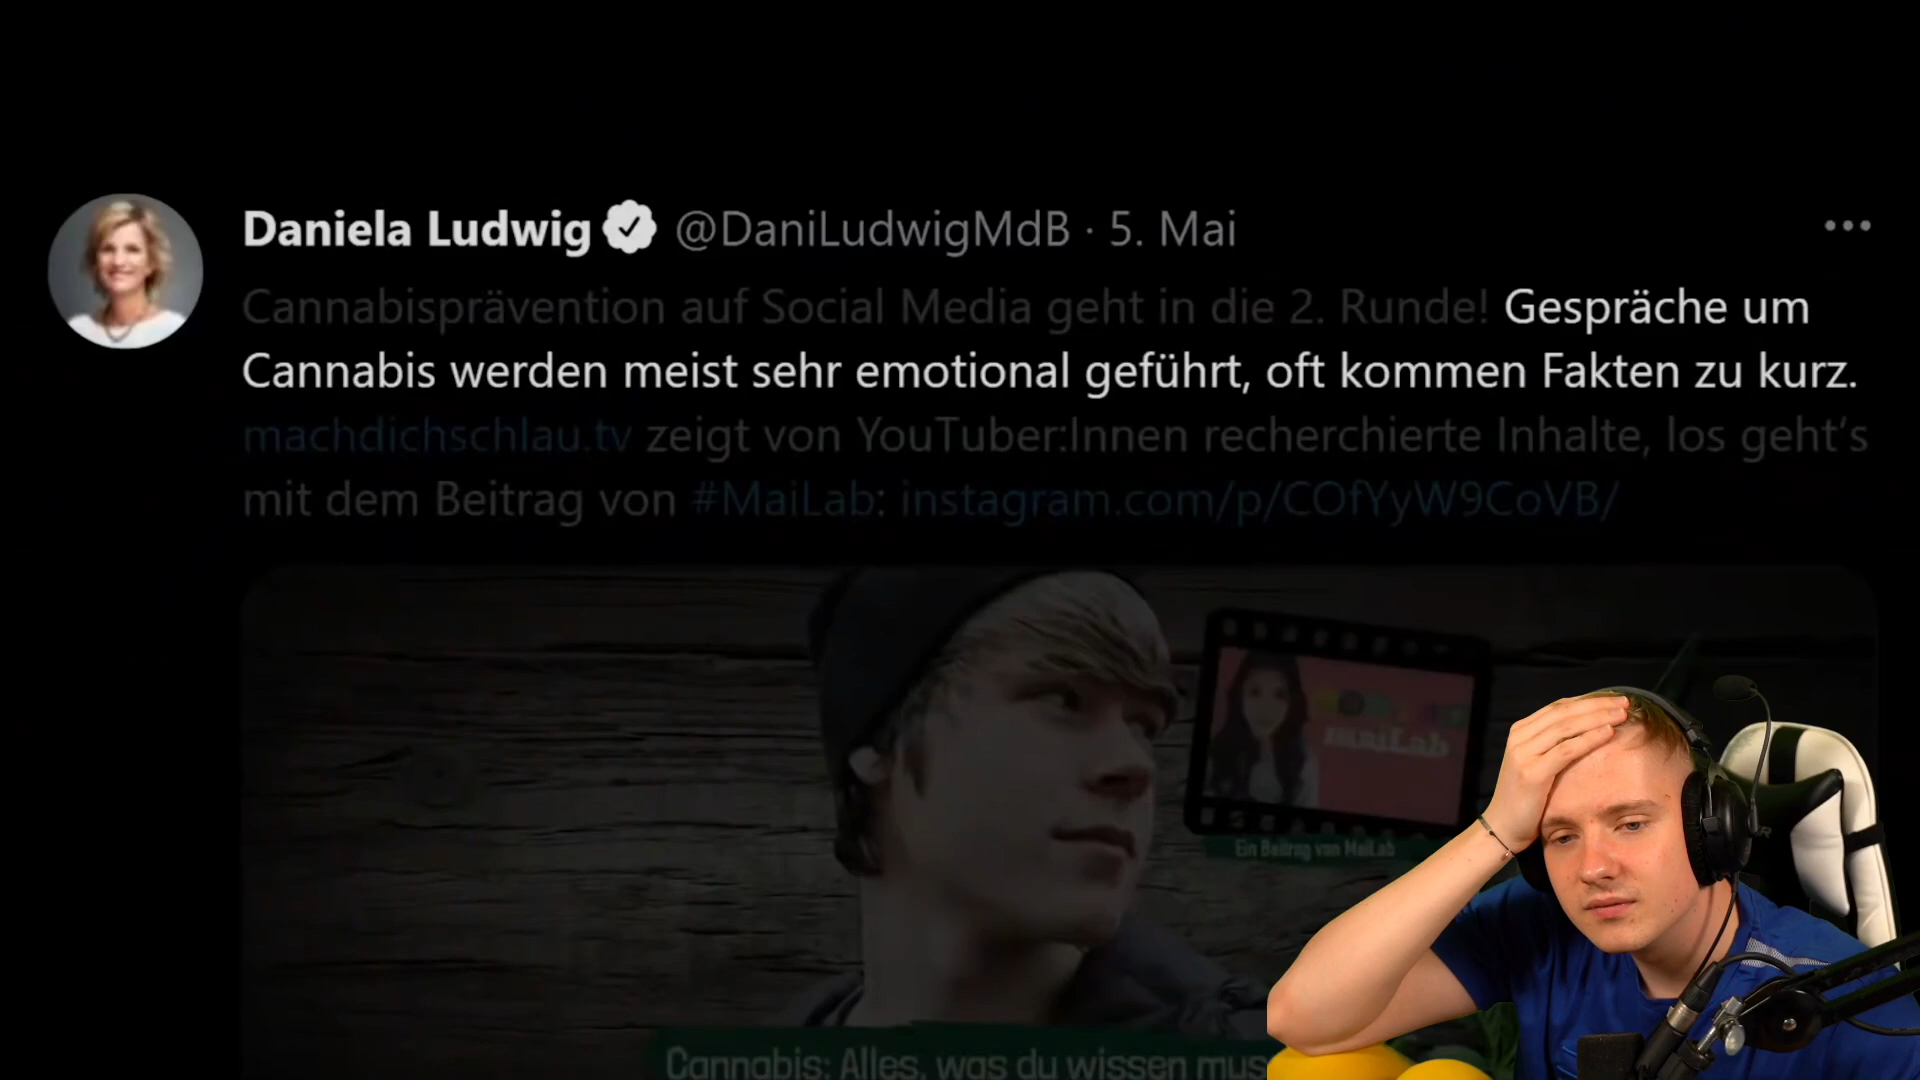 Daniela Ludwig @DaniLudwigMdB · 5. Mai
Cannabisprävention auf Social Media geht in die 2. Runde! Gespräche um
Cannabis werden meist sehr emotional geführt, oft kommen Fakten zu kurz.
machdichschlau.tv zeigt von YouTuber:Innen recherchierte Inhalte, los geht's
mit dem Beitrag von #MaiLab: instagram.com/p/COfYyW9CoVB/
maiLab
Ein Beitrag von MaiLab
Cannabis: Alles, was du wissen mus